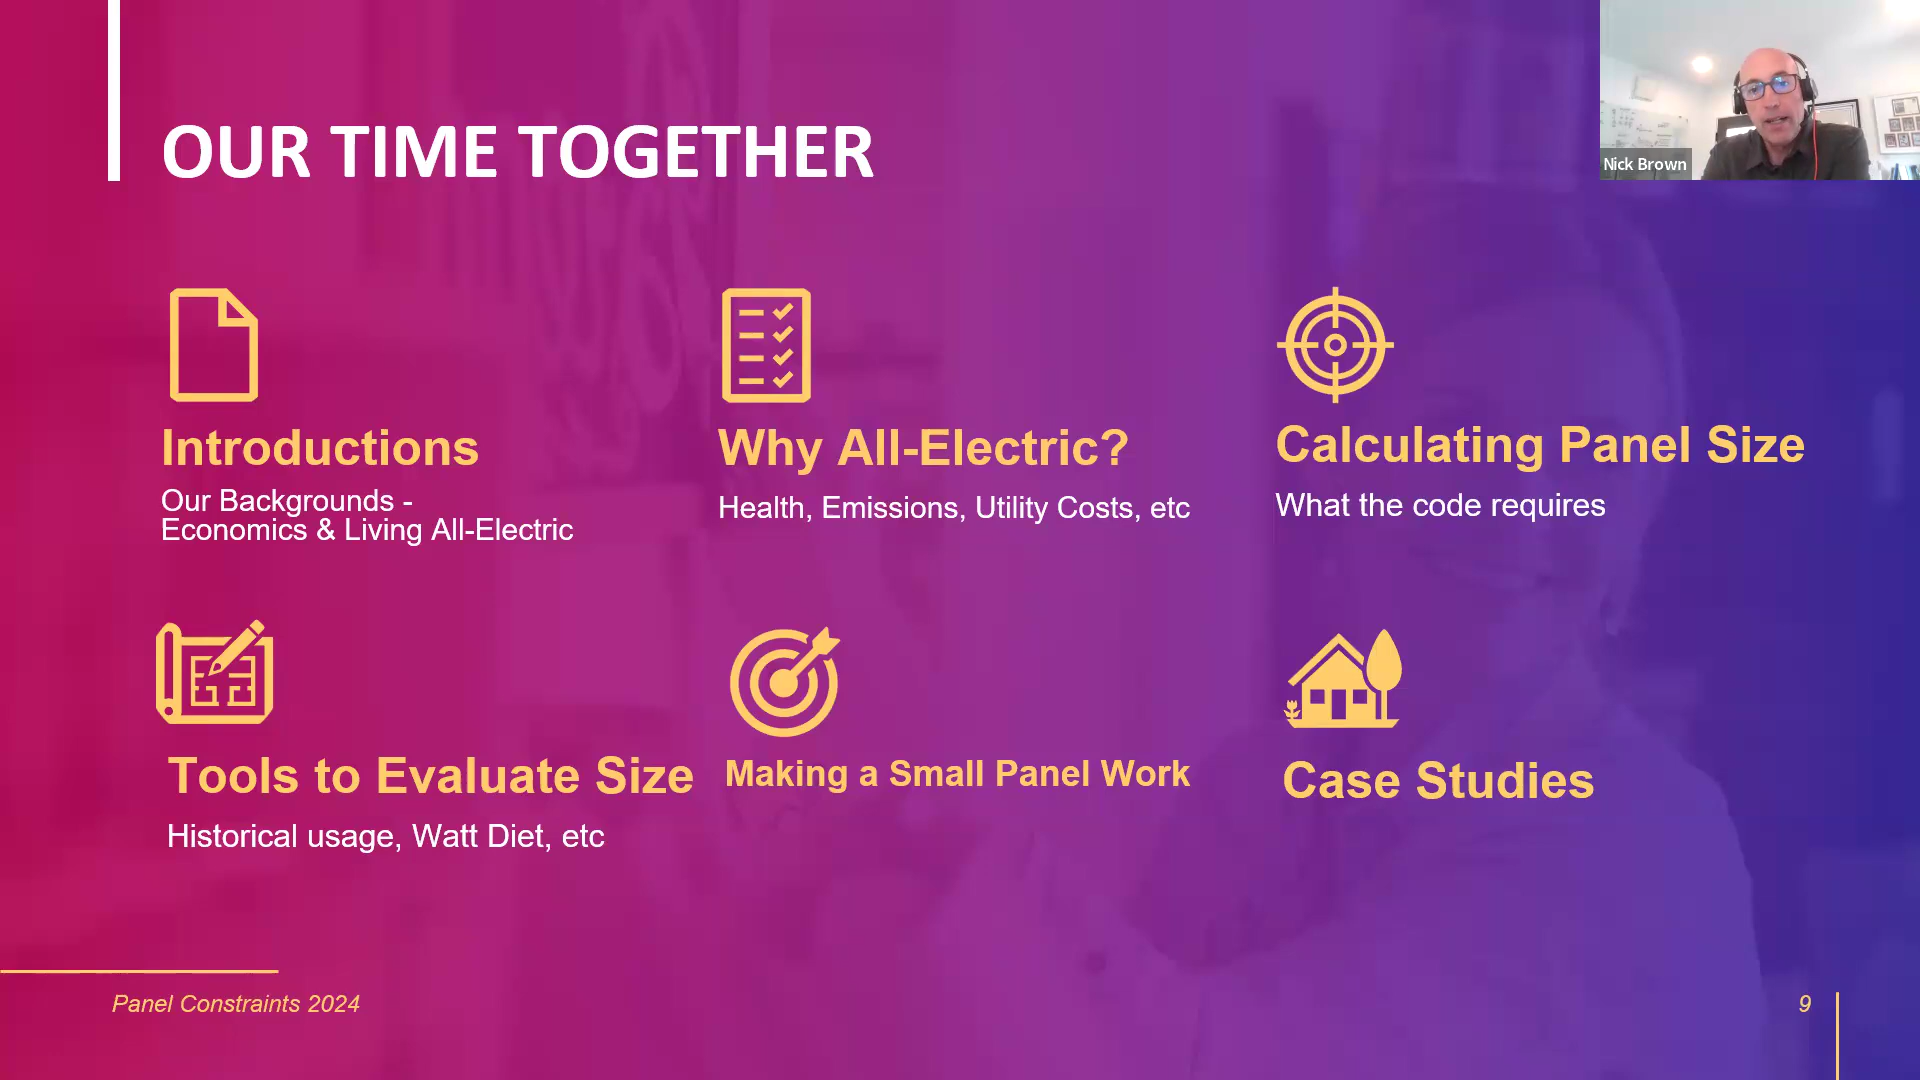 OUR TIME TOGETHER
Nick Brown
Introductions
Our Backgrounds -
Economics & Living All-Electric
Why All-Electric?
Health, Emissions, Utility Costs, etc
Calculating Panel Size
What the code requires
Tools to Evaluate Size
Historical usage, Watt Diet, etc
Making a Small Panel Work
Case Studies
Panel Constraints 2024
9